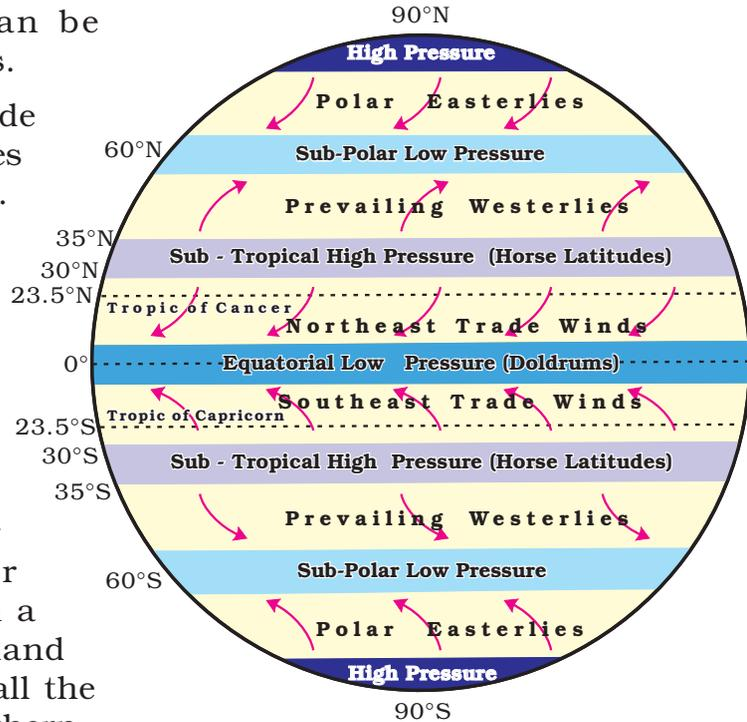 an be
s.
de
es
.
r
a
and
all the
90°N
High Pressure
Polar Easterlies
60°N
Sub-Polar Low Pressure
Prevailing Westerlies
35°N
Sub - Tropical High Pressure (Horse Latitudes)
30°N
23.5°N
Tropic of Cancer
Northeast Trade Winds
0°
Equatorial Low Pressure (Doldrums)
Southeast Trade Winds
Tropic of Capricorn
23.5°S
30°S
Sub - Tropical High Pressure (Horse Latitudes)
35°S
Prevailing Westerlies
60°S
Sub-Polar Low Pressure
Polar Easterlies
High Pressure
90°S